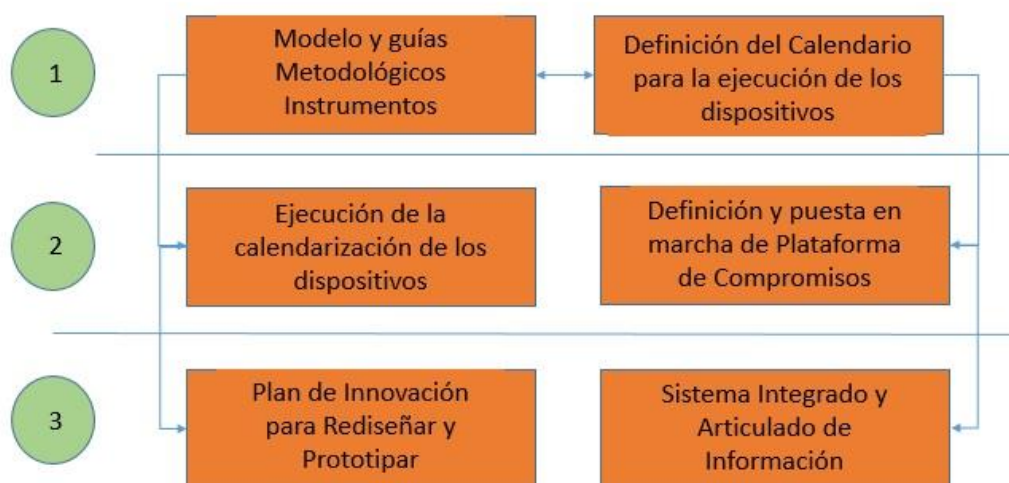 1
Modelo y guías
Metodológicos
Instrumentos
Definición del Calendario
para la ejecución de los
dispositivos
2
Ejecución de la
calendarización de los
dispositivos
Definición y puesta en
marcha de Plataforma
de Compromisos
3
Plan de Innovación
para Rediseñar y
Prototipar
Sistema Integrado y
Articulado de
Información